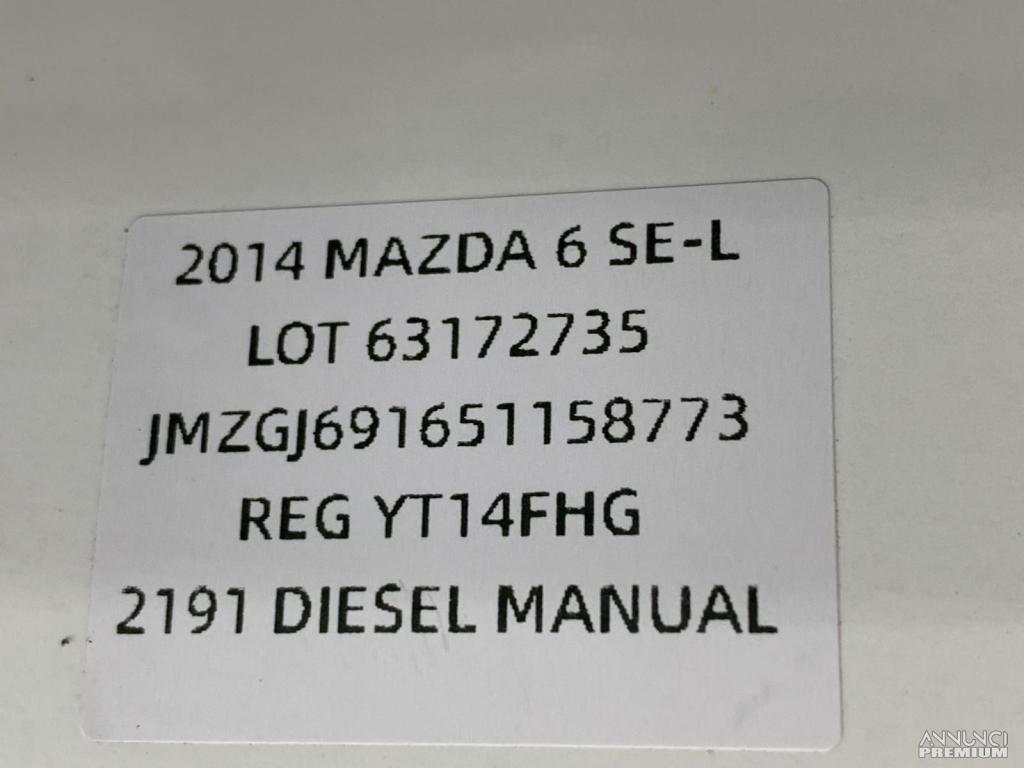 2014 MAZDA 6 SE-L
LOT 63172735
JMZGJ691651158773
REG YT14FHG
2191 DIESEL MANUAL
ANNUNCI
PREMIUM